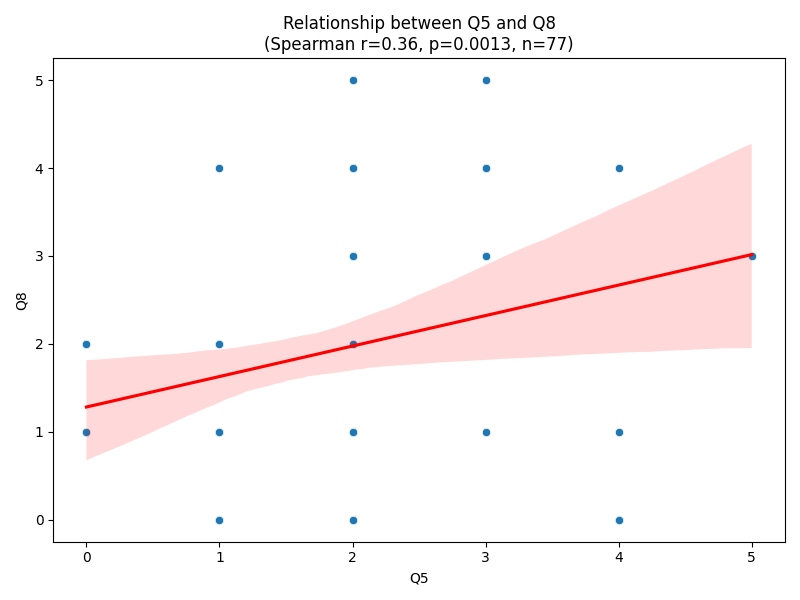 Relationship between Q5 and Q8
(Spearman r=0.36, p=0.0013, n=77)
5
4
3
2
1
0
Q8
0 1 2 3 4 5
Q5